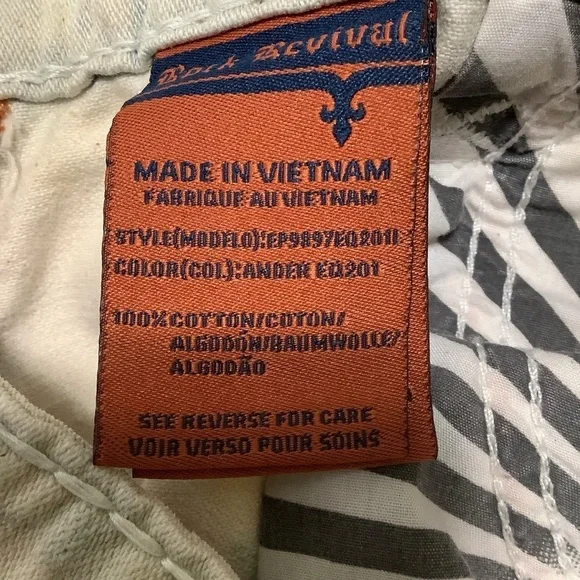 Rock Revival
MADE IN VIETNAM
FABRIQUE AU VIETNAM
STYLE(MODELO):EP9897EQ201I
COLOR(COL):ANDER EQ201
100%COTTON/COTON/
ALGODÓN/BAUMWOLLE/
ALGODÃO
SEE REVERSE FOR CARE
VOIR VERSO POUR SOINS